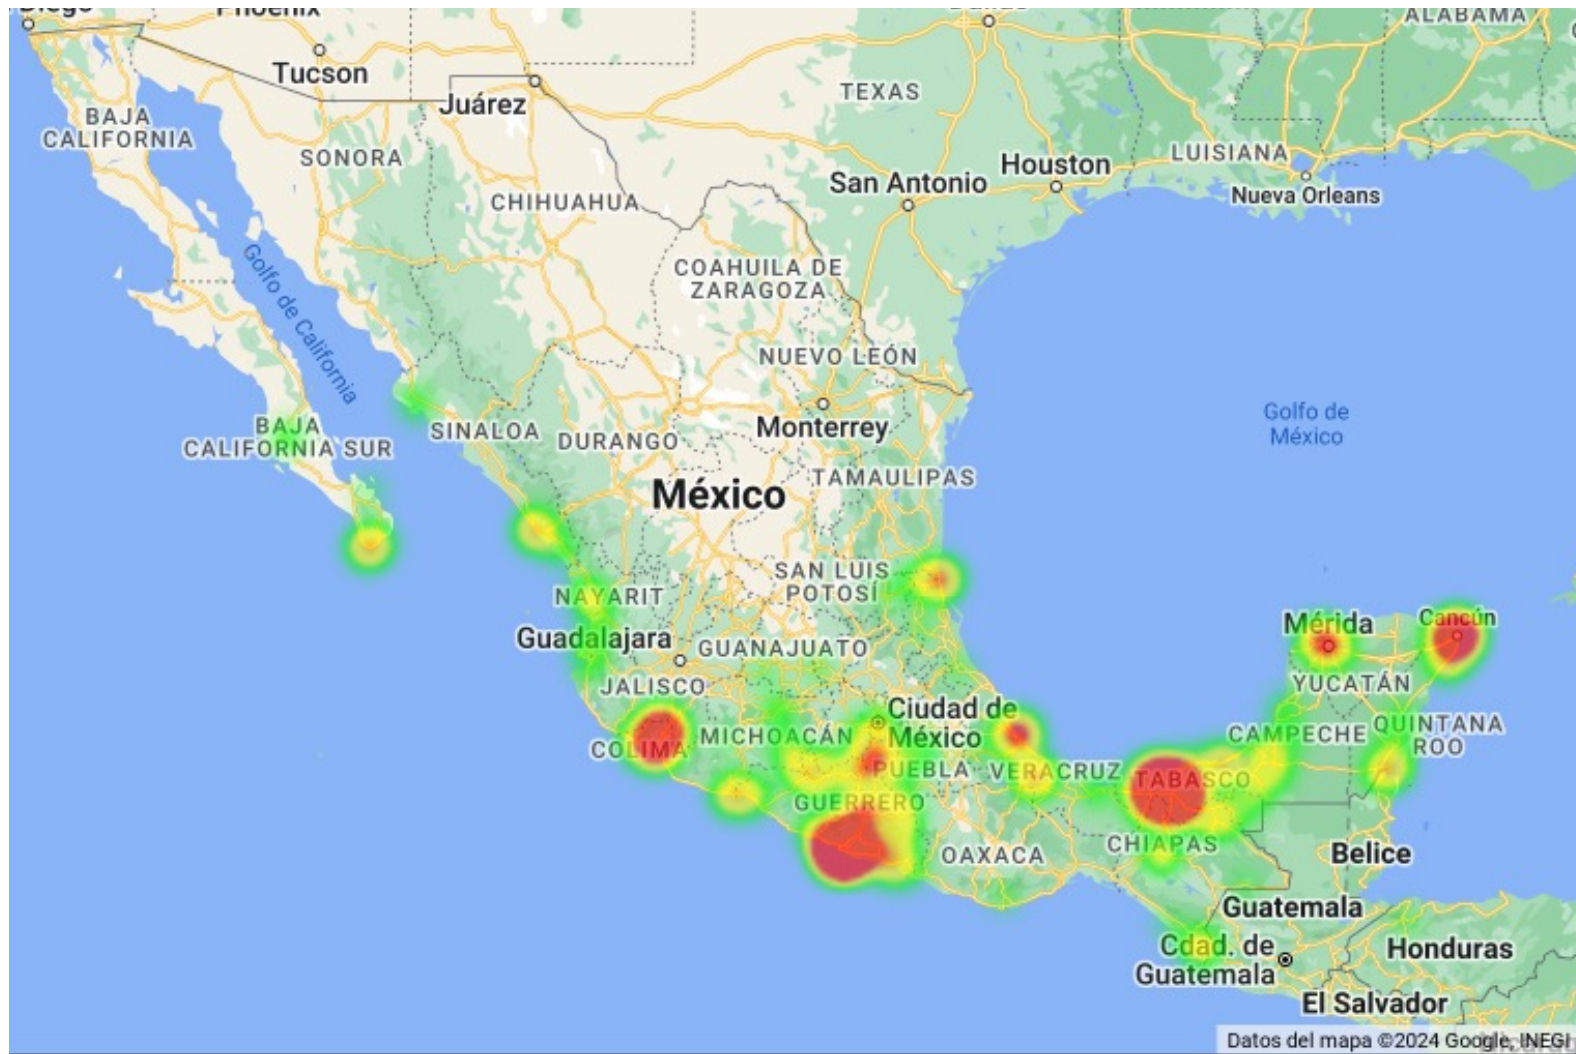 Diego
Phoenix
Dallas
ALABAMA
Tucson
Juárez
TEXAS
BAJA
CALIFORNIA
SONORA
CHIHUAHUA
San Antonio
Houston
LUISIANA
Nueva Orleans
Golfo de California
COAHUILA DE
ZARAGOZA
NUEVO LEÓN
Golfo de
México
BAJA
CALIFORNIA SUR
SINALOA
DURANGO
Monterrey
TAMAULIPAS
México
SAN LUIS
POTOSÍ
NAYARIT
Guadalajara
GUANAJUATO
JALISCO
Mérida
Cancún
YUCATÁN
Ciudad de
México
COLIMA
MICHOACÁN
CAMPECHE
QUINTANA
ROO
PUEBLA
VERACRUZ
TABASCO
GUERRERO
OAXACA
CHIAPAS
Belice
Guatemala
Cdad. de
Guatemala
Honduras
El Salvador
Datos del mapa ©2024 Google, INEGI